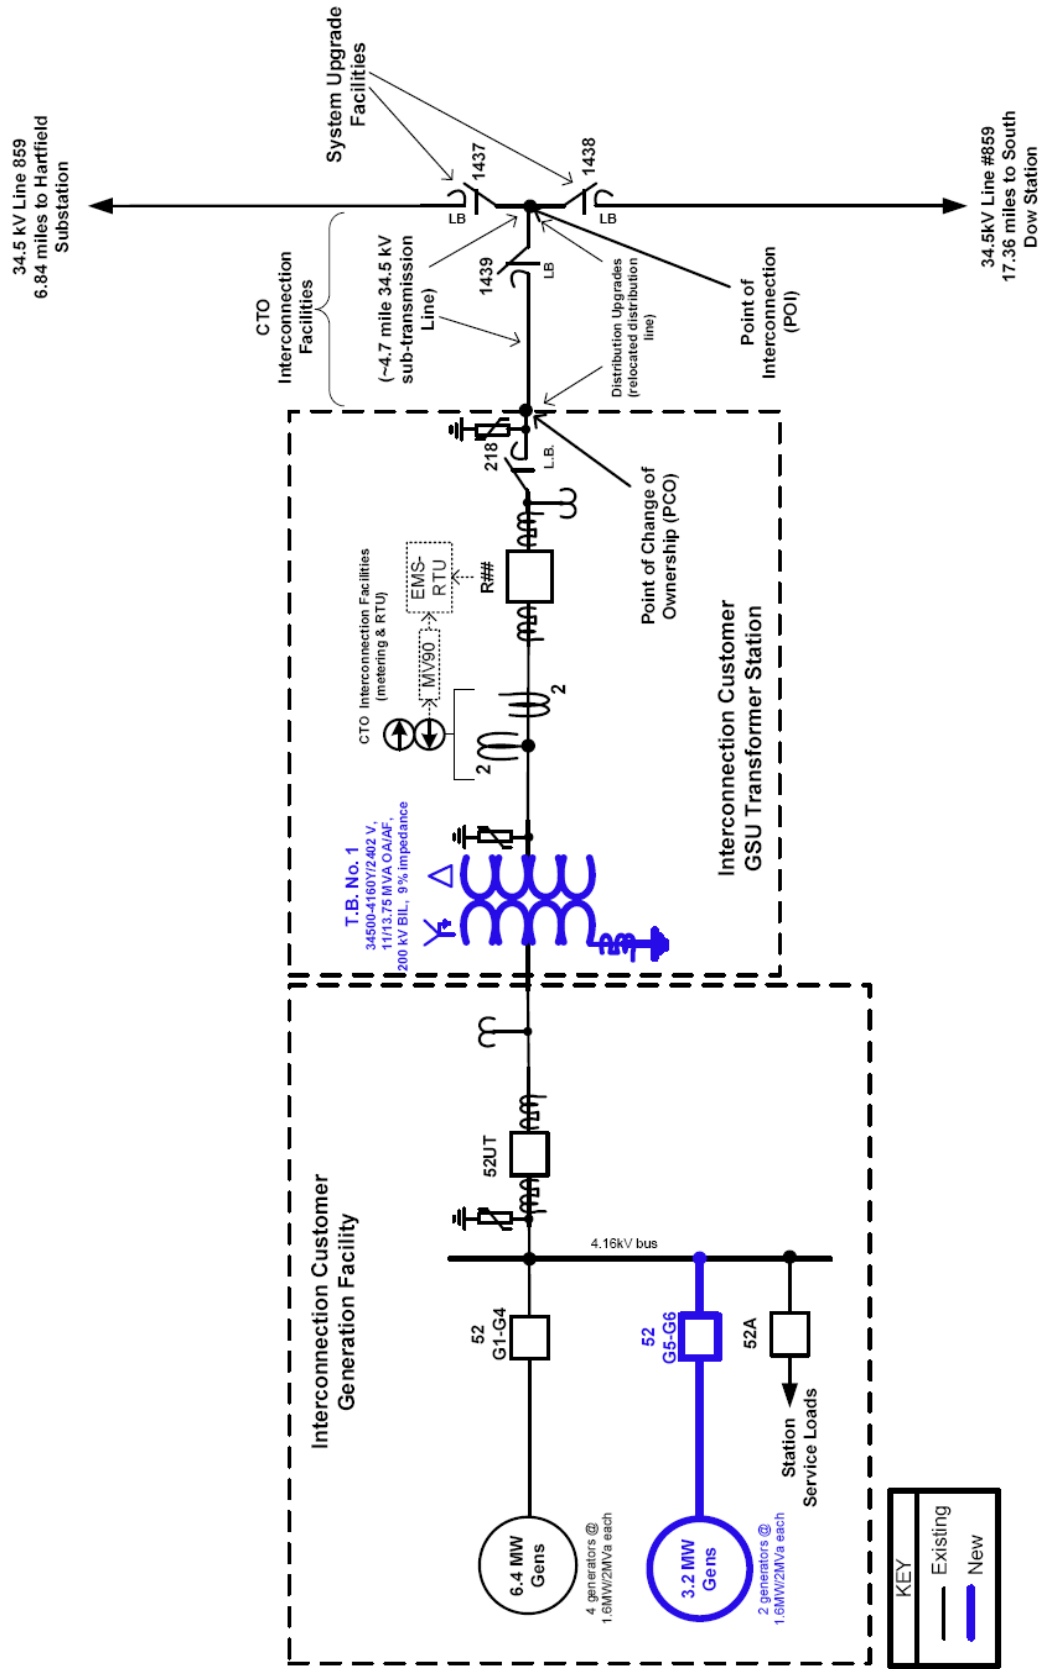 34.5 kV Line 859
6.84 miles to Hartfield
Substation
System Upgrade
Facilities
1437
1438
LB
LB
34.5kV Line #859
17.36 miles to South
Dow Station
CTO
Interconnection
Facilities
(~4.7 mile 34.5 kV
sub-transmission
Line)
1439
LB
Distribution Upgrades
(relocated distribution
line)
Point of
Interconnection
(POI)
218
L.B.
Point of Change of
Ownership (PCO)
CTO Interconnection Facilities
(metering & RTU)
MV90
EMS-
RTU
R##
2
2
Interconnection Customer
GSU Transformer Station
T.B. No. 1
34500-4160Y/2402 V,
11/13.75 MVA OA/AF,
200 kV BIL, 9% impedance
Interconnection Customer
Generation Facility
52UT
4.16kV bus
52
G1-G4
52
G5-G6
52A
Station
Service Loads
6.4 MW
Gens
4 generators @
1.6MW/2MVa each
3.2 MW
Gens
2 generators @
1.6MW/2MVa each
KEY
Existing
New